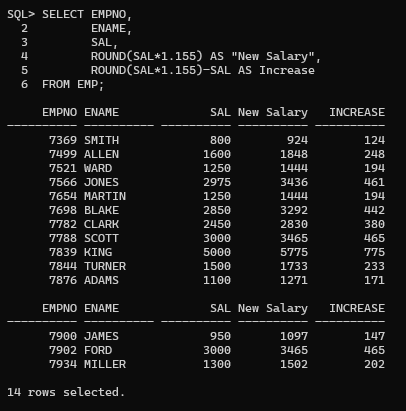 SQL> SELECT EMPNO,
  2         ENAME,
  3         SAL,
  4         ROUND(SAL*1.155) AS "New Salary",
  5         ROUND(SAL*1.155)-SAL AS Increase
  6  FROM EMP;

     EMPNO ENAME             SAL New Salary   INCREASE
---------- ---------- ---------- ---------- ----------
      7369 SMITH             800        924        124
      7499 ALLEN            1600       1848        248
      7521 WARD             1250       1444        194
      7566 JONES            2975       3436        461
      7654 MARTIN           1250       1444        194
      7698 BLAKE            2850       3292        442
      7782 CLARK            2450       2830        380
      7788 SCOTT            3000       3465        465
      7839 KING             5000       5775        775
      7844 TURNER           1500       1733        233
      7876 ADAMS            1100       1271        171

     EMPNO ENAME             SAL New Salary   INCREASE
---------- ---------- ---------- ---------- ----------
      7900 JAMES             950       1097        147
      7902 FORD             3000       3465        465
      7934 MILLER           1300       1502        202

14 rows selected.